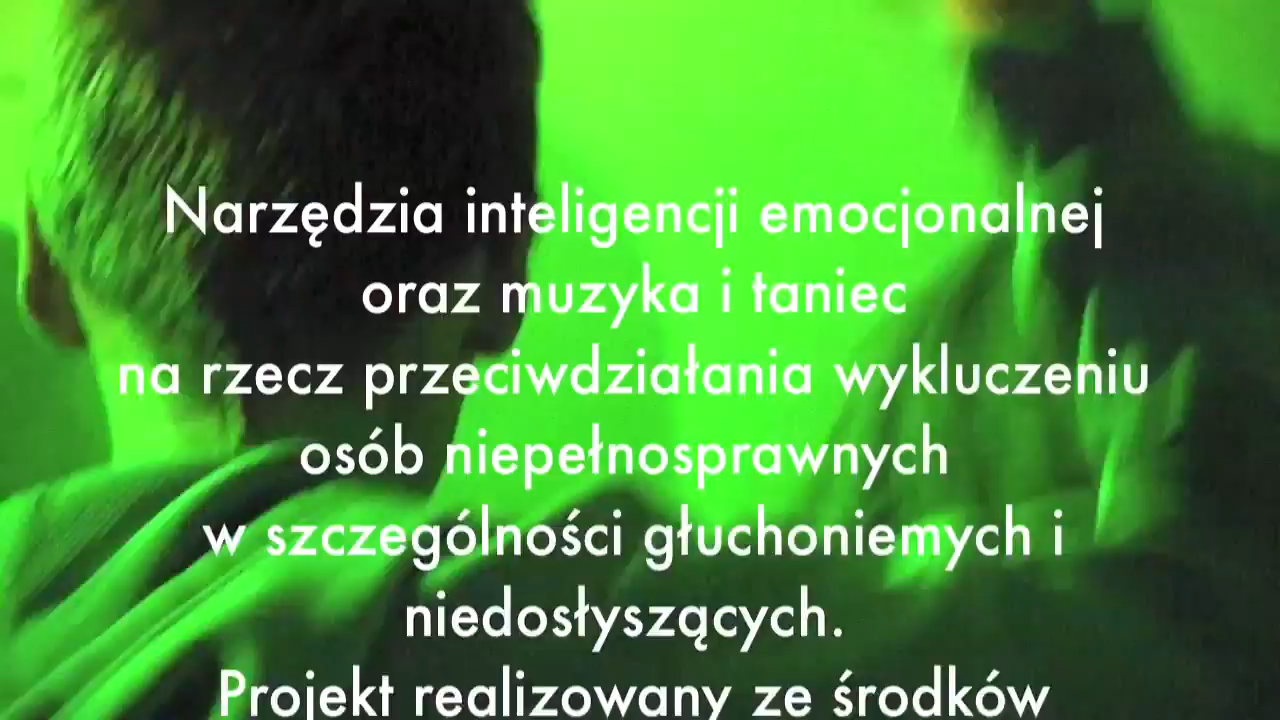 Narzędzia inteligencji emocjonalnej
oraz muzyka i taniec
na rzecz przeciwdziałania wykluczeniu
osób niepełnosprawnych
w szczególności głuchoniemych i
niedosłyszących.
Projekt realizowany ze środków